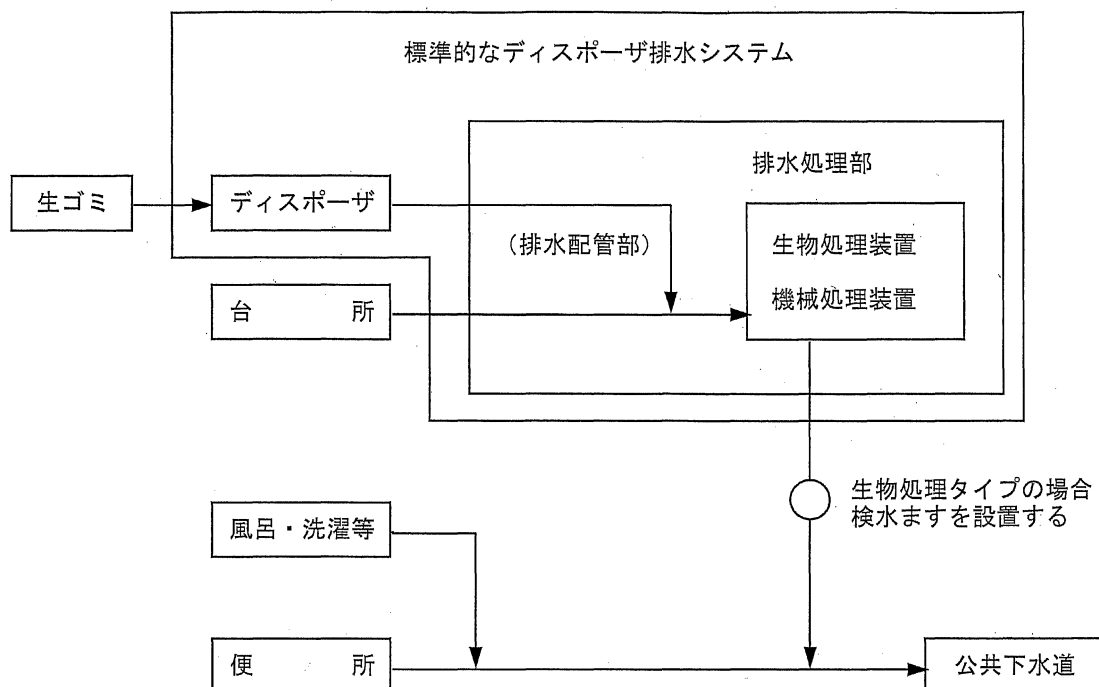 標準的なディスポーザ排水システム
排水処理部
生ゴミ
ディスポーザ
(排水配管部)
生物処理装置
機械処理装置
台 所
生物処理タイプの場合
検水ますを設置する
風呂・洗濯等
便 所
公共下水道